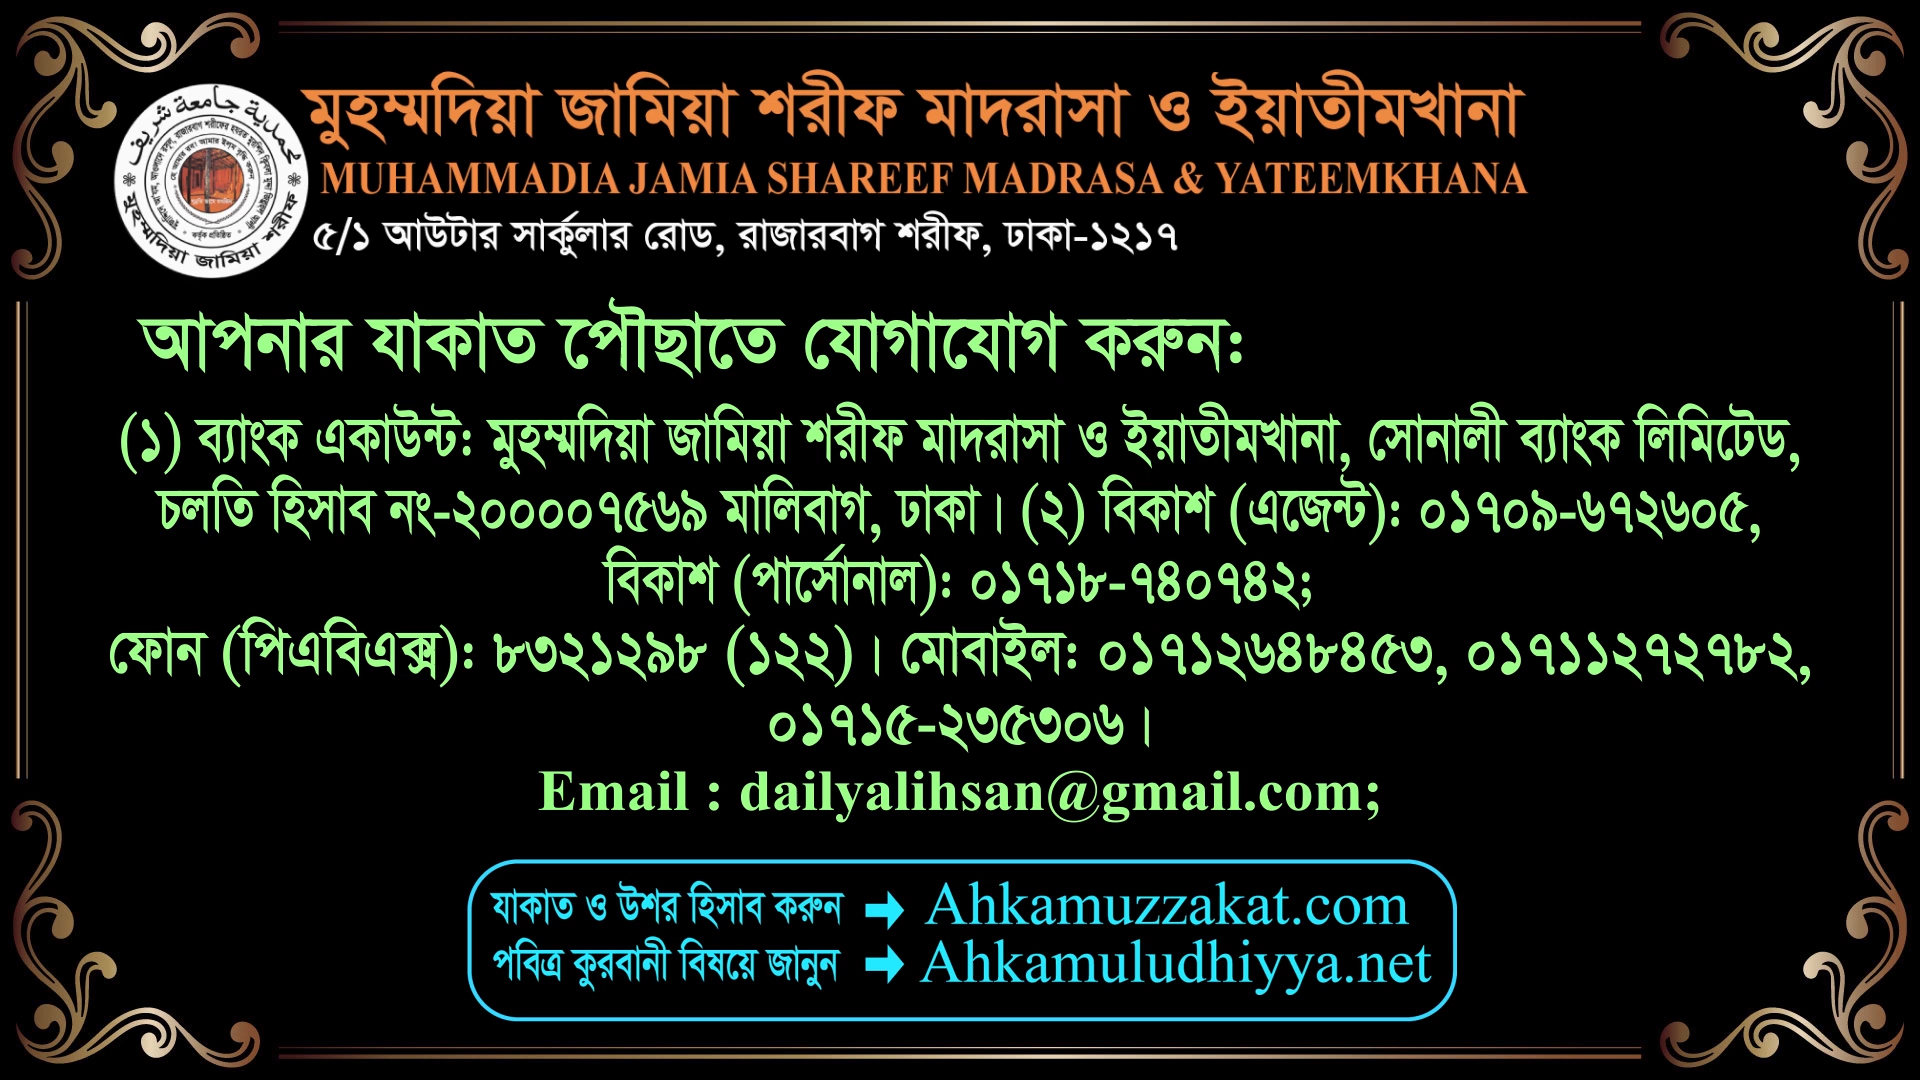 محمدية جامعة شريف
মুহম্মদিয়া জামিয়া শরীফ
মুহম্মদিয়া জামিয়া শরীফ মাদরাসা ও ইয়াতীমখানা
MUHAMMADIA JAMIA SHAREEF MADRASA & YATEEMKHANA
৫/১ আউটার সার্কুলার রোড, রাজারবাগ শরীফ, ঢাকা-১২১৭
আপনার যাকাত পৌছাতে যোগাযোগ করুন:
(১) ব্যাংক একাউন্ট: মুহম্মদিয়া জামিয়া শরীফ মাদরাসা ও ইয়াতীমখানা, সোনালী ব্যাংক লিমিটেড,
চলতি হিসাব নং-২০০০০৭৫৬৯ মালিবাগ, ঢাকা। (২) বিকাশ (এজেন্ট): ০১৭০৯-৬৭২৬০৫,
বিকাশ (পার্সোনাল): ০১৭১৮-৭৪০৭৪২;
ফোন (পিএবিএক্স): ৮৩২১২৯৮ (১২২)। মোবাইল: ০১৭১২৬৪৮৪৫৩, ০১৭১১২৭২৭৮২,
০১৭১৫-২৩৫৩০৬।
Email : dailyalihsan@gmail.com;
যাকাত ও উশর হিসাব করুন ➡ Ahkamuzzakat.com
পবিত্র কুরবানী বিষয়ে জানুন ➡ Ahkamuludhiyya.net